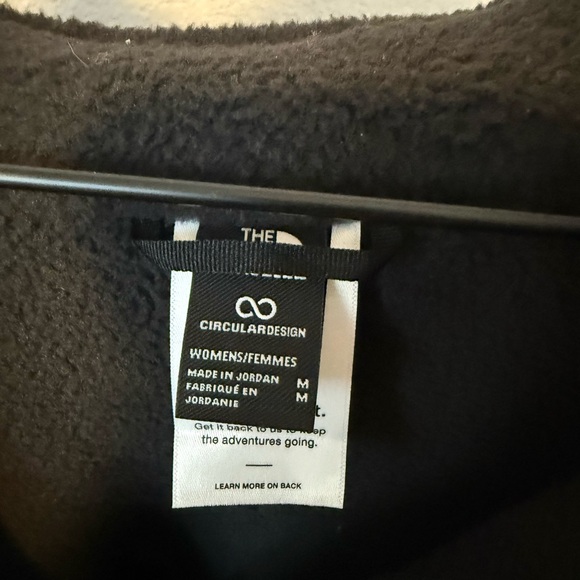 THE
CIRCULARDESIGN
WOMENS/FEMMES
MADE IN JORDAN M
FABRIQUÉ EN M
JORDANIE
Get it back to us to keep
the adventures going.
LEARN MORE ON BACK